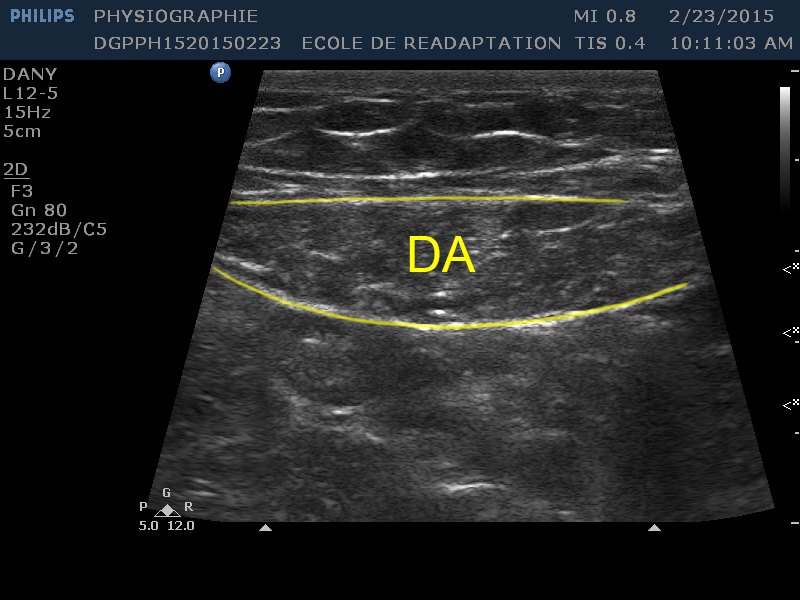 PHILIPS PHYSIOGRAPHIE MI 0.8 2/23/2015
DGPPH1520150223 ECOLE DE READAPTATION TIS 0.4 10:11:03 AM
DANY
L12-5
15Hz
5cm
2D
F3
Gn 80
232dB/C5
G/3/2
P
DA
G
P R
5.0 12.0